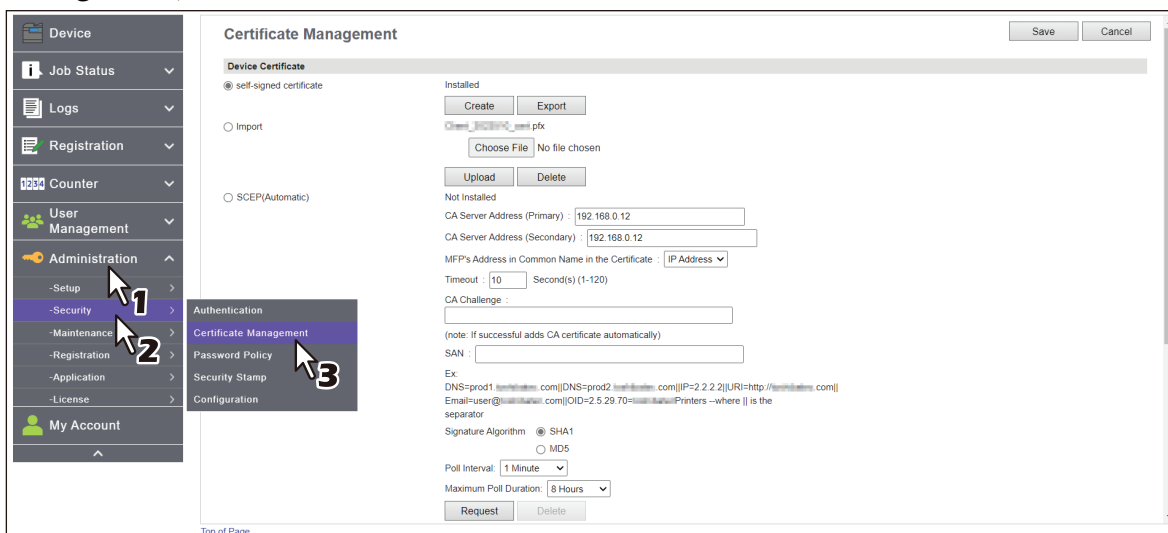 Device
Job Status
Logs
Registration
1234 Counter
User
Management
Administration
-Setup
-Security
-Maintenance
-Registration
-Application
-License
My Account
1
2
3
Authentication
Certificate Management
Password Policy
Security Stamp
Configuration
Certificate Management
Save Cancel
Device Certificate
self-signed certificate Installed
Create Export
Import .pfx
Choose File No file chosen
Upload Delete
SCEP(Automatic) Not Installed
CA Server Address (Primary) : 192.168.0.12
CA Server Address (Secondary) : 192.168.0.12
MFP's Address in Common Name in the Certificate : IP Address
Timeout : 10 Second(s) (1-120)
CA Challenge :
(note: If successful adds CA certificate automatically)
SAN :
Ex:
DNS=prod1. .com||DNS=prod2. .com||IP=2.2.2.2||URI=http:// .com||
Email=user@ .com||OID=2.5.29.70= Printers --where || is the
separator
Signature Algorithm SHA1
MD5
Poll Interval: 1 Minute
Maximum Poll Duration: 8 Hours
Request Delete
Top of Page